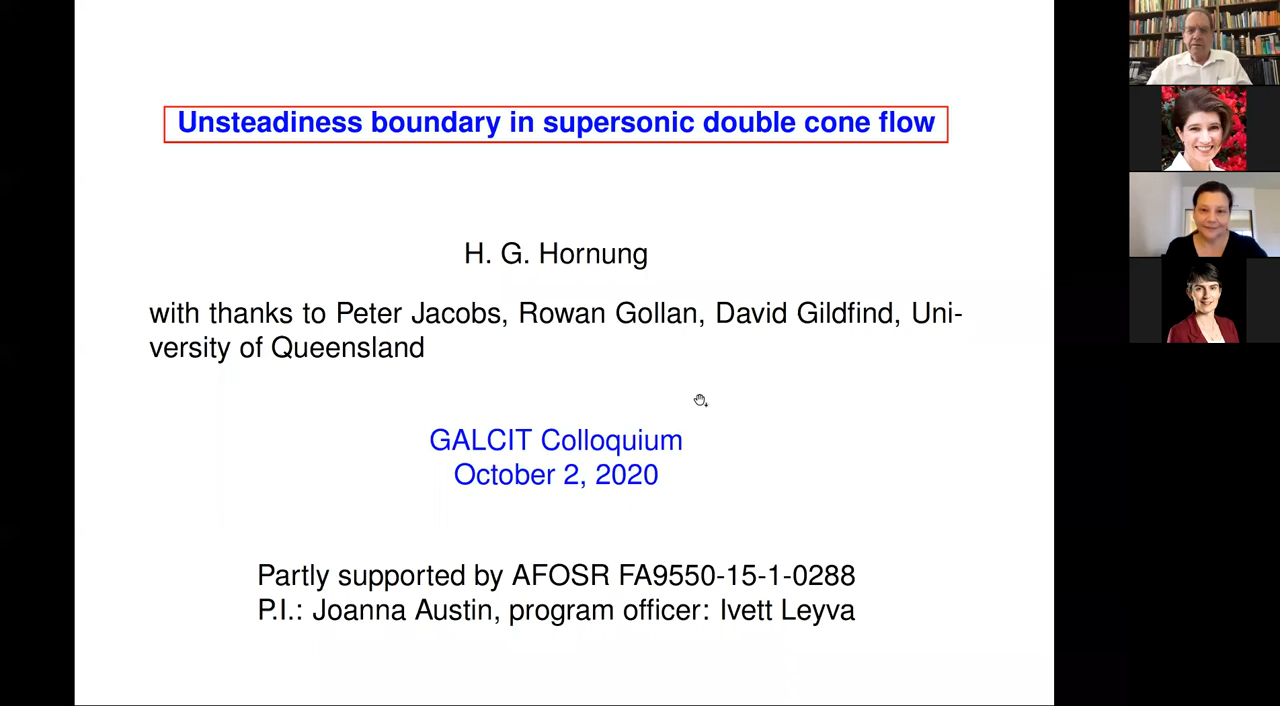 Unsteadiness boundary in supersonic double cone flow
H. G. Hornung
with thanks to Peter Jacobs, Rowan Gollan, David Gildfind, Uni-
versity of Queensland
GALCIT Colloquium
October 2, 2020
Partly supported by AFOSR FA9550-15-1-0288
P.I.: Joanna Austin, program officer: Ivett Leyva